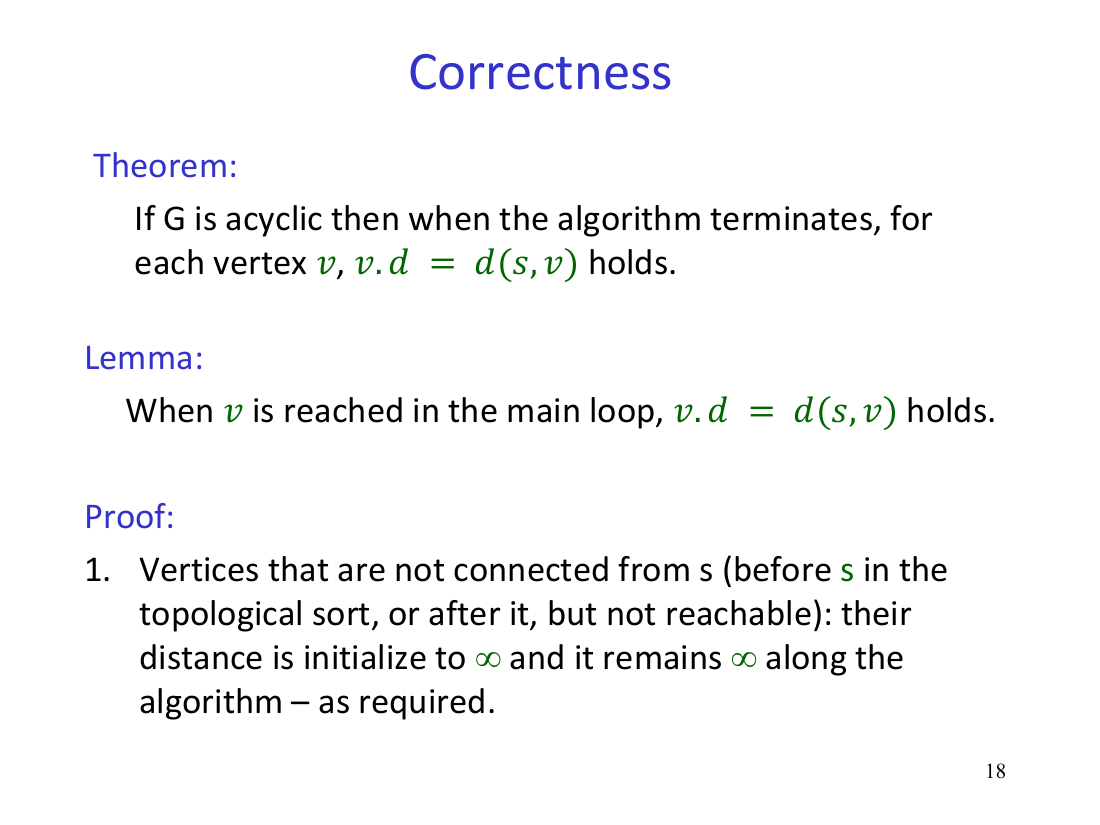 Correctness
Theorem:
If G is acyclic then when the algorithm terminates, for
each vertex 𝑣, 𝑣.𝑑 = 𝑑(𝑠,𝑣) holds.
Lemma:
When 𝑣 is reached in the main loop, 𝑣.𝑑 = 𝑑(𝑠,𝑣) holds.
Proof:
1. Vertices that are not connected from s (before s in the
topological sort, or after it, but not reachable): their
distance is initialize to ∞ and it remains ∞ along the
algorithm – as required.
18